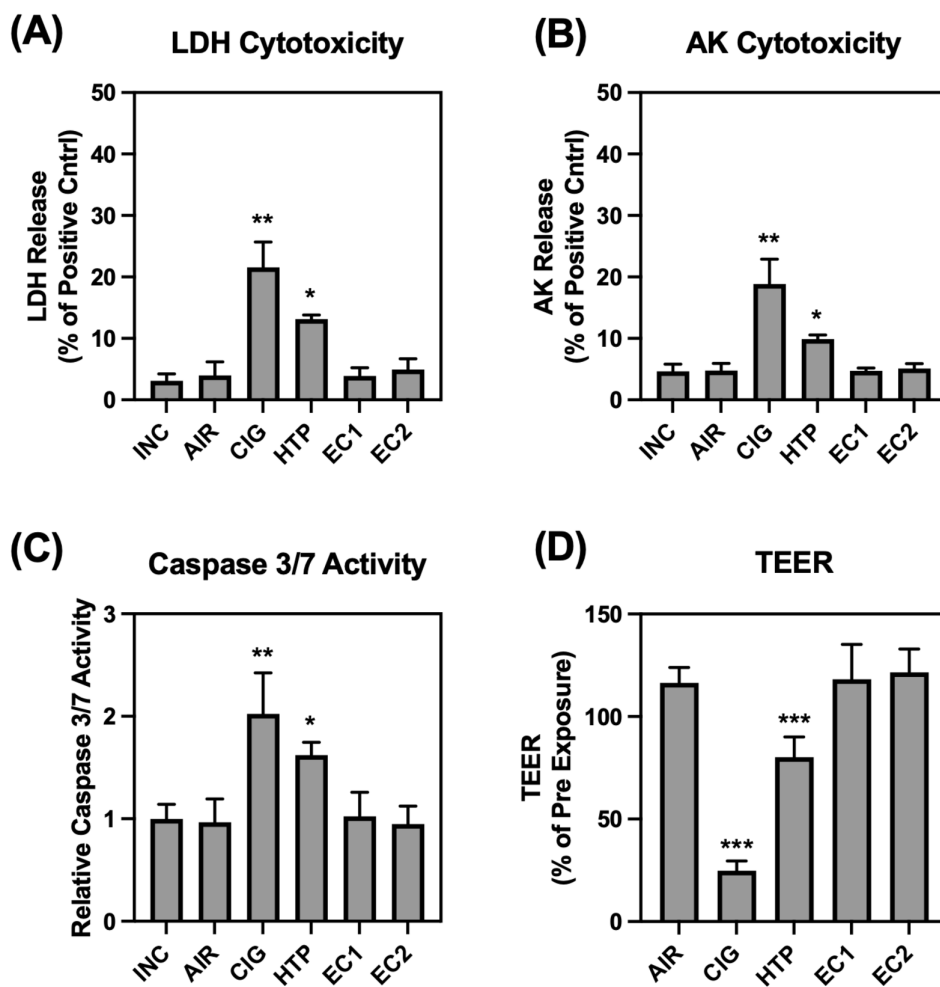 (A) LDH Cytotoxicity
LDH Release
(% of Positive Cntrl)
50
40
30
20
10
0
**
*
INC AIR CIG HTP EC1 EC2
(B) AK Cytotoxicity
AK Release
(% of Positive Cntrl)
50
40
30
20
10
0
**
*
INC AIR CIG HTP EC1 EC2
(C) Caspase 3/7 Activity
Relative Caspase 3/7 Activity
3
2
1
0
**
*
INC AIR CIG HTP EC1 EC2
(D) TEER
TEER
(% of Pre Exposure)
150
100
50
0
***
***
AIR CIG HTP EC1 EC2